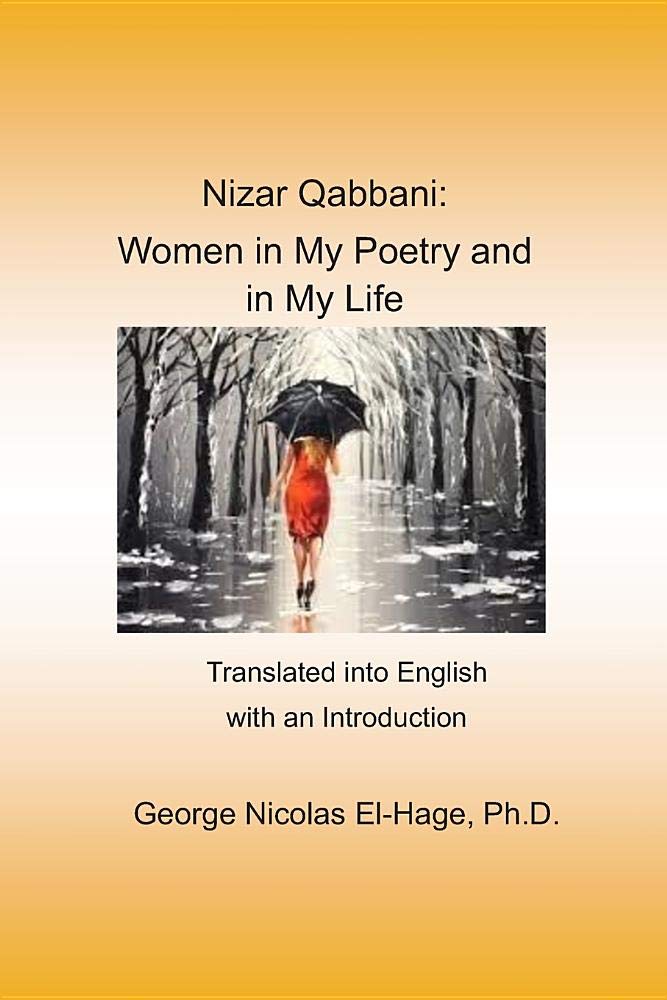 Nizar Qabbani:
Women in My Poetry and
in My Life
Translated into English
with an Introduction
George Nicolas El-Hage, Ph.D.